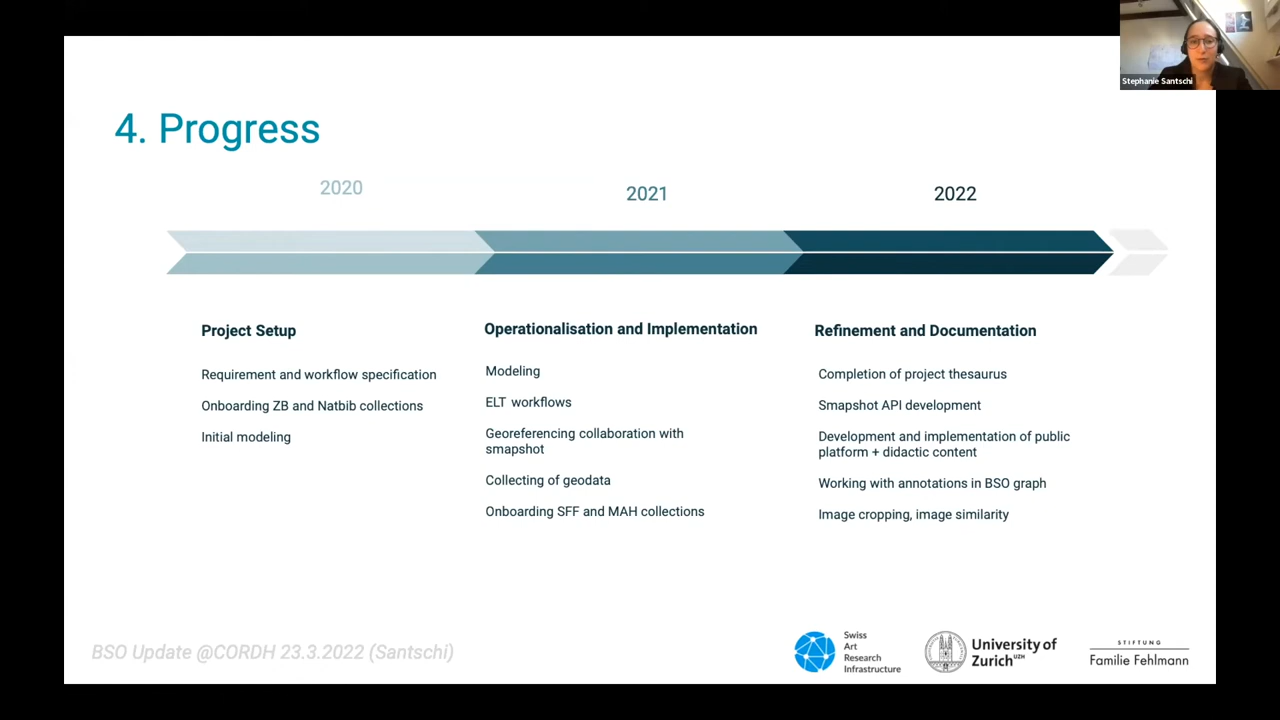 Stephanie Santschi
4. Progress
2020
2021
2022
Project Setup
Requirement and workflow specification
Onboarding ZB and Natbib collections
Initial modeling
Operationalisation and Implementation
Modeling
ELT workflows
Georeferencing collaboration with
smapshot
Collecting of geodata
Onboarding SFF and MAH collections
Refinement and Documentation
Completion of project thesaurus
Smapshot API development
Development and implementation of public
platform + didactic content
Working with annotations in BSO graph
Image cropping, image similarity
BSO Update @CORDH 23.3.2022 (Santschi)
Swiss
Art
Research
Infrastructure
University of
Zurich UZH
STIFTUNG
Familie Fehlmann